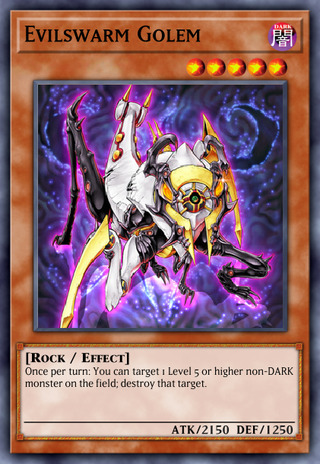 Evilswarm Golem
DARK
闇
[Rock / Effect]
Once per turn: You can target 1 Level 5 or higher non-DARK
monster on the field; destroy that target.
ATK/2150 DEF/1250